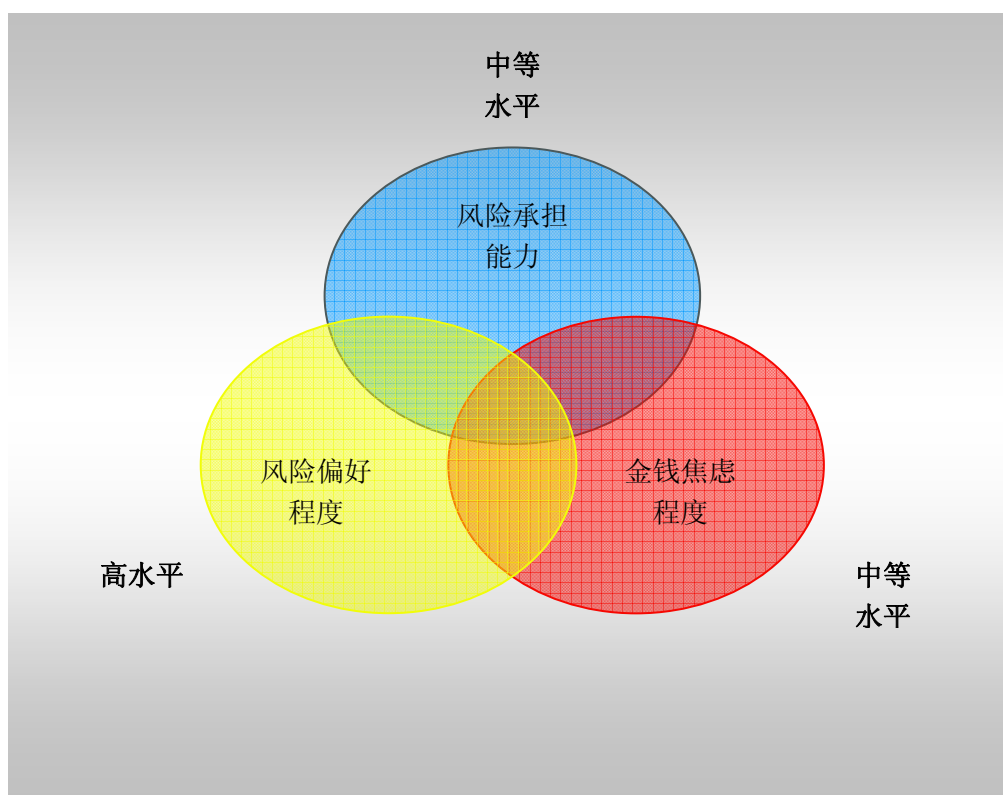 中等
水平
风险承担
能力
风险偏好
程度
金钱焦虑
程度
高水平
中等
水平